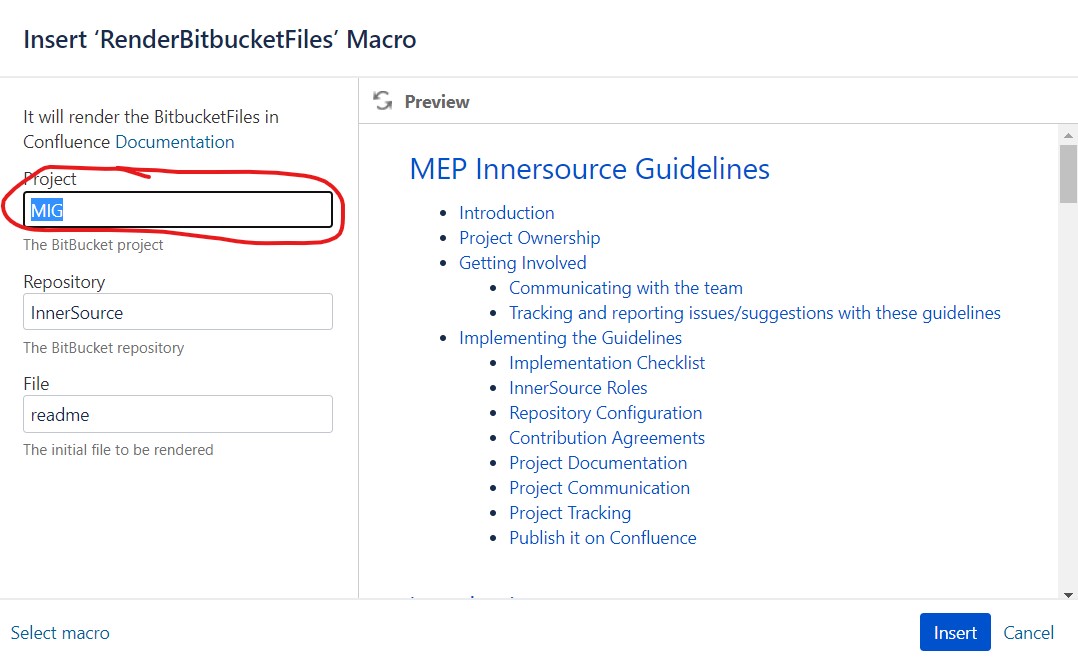 Insert ‘RenderBitbucketFiles’ Macro
It will render the BitbucketFiles in
Confluence Documentation
Project
MIG
The BitBucket project
Repository
InnerSource
The BitBucket repository
File
readme
The initial file to be rendered
Preview
MEP Innersource Guidelines
Introduction
Project Ownership
Getting Involved
Communicating with the team
Tracking and reporting issues/suggestions with these guidelines
Implementing the Guidelines
Implementation Checklist
InnerSource Roles
Repository Configuration
Contribution Agreements
Project Documentation
Project Communication
Project Tracking
Publish it on Confluence
Select macro
Insert
Cancel